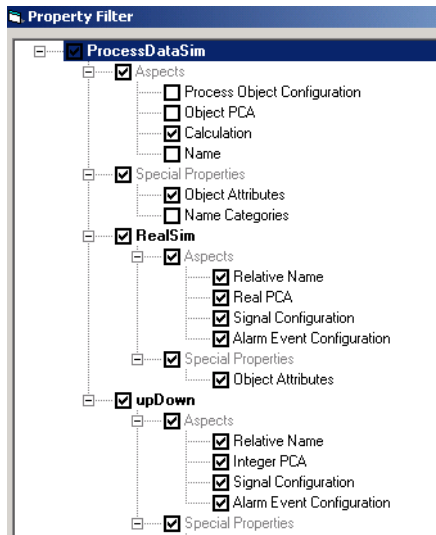 Property Filter
ProcessDataSim
Aspects
Process Object Configuration
Object PCA
Calculation
Name
Special Properties
Object Attributes
Name Categories
RealSim
Aspects
Relative Name
Real PCA
Signal Configuration
Alarm Event Configuration
Special Properties
Object Attributes
upDown
Aspects
Relative Name
Integer PCA
Signal Configuration
Alarm Event Configuration
Special Properties